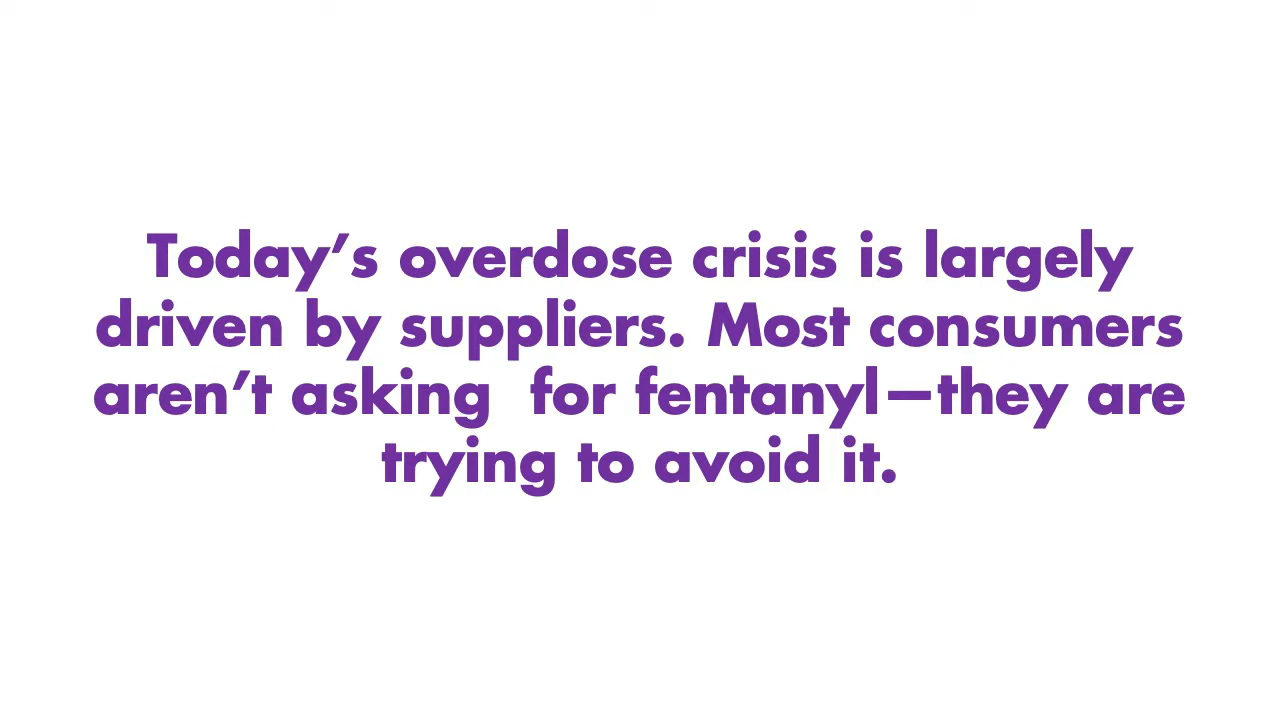 Today’s overdose crisis is largely
driven by suppliers. Most consumers
aren’t asking  for fentanyl—they are
trying to avoid it.